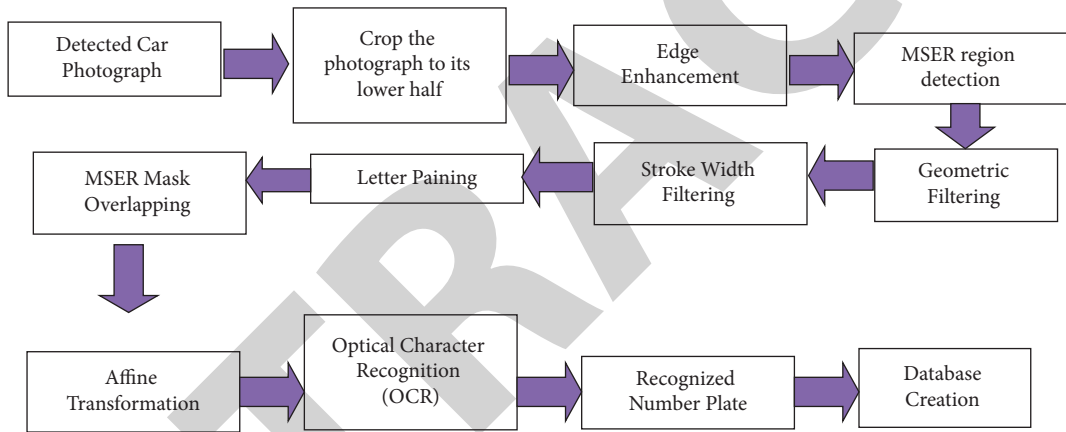 Detected Car
Photograph
Crop the
photograph to its
lower half
Edge
Enhancement
MSER region
detection
Geometric
Filtering
Stroke Width
Filtering
Letter Paining
MSER Mask
Overlapping
Affine
Transformation
Optical Character
Recognition
(OCR)
Recognized
Number Plate
Database
Creation
TRAC